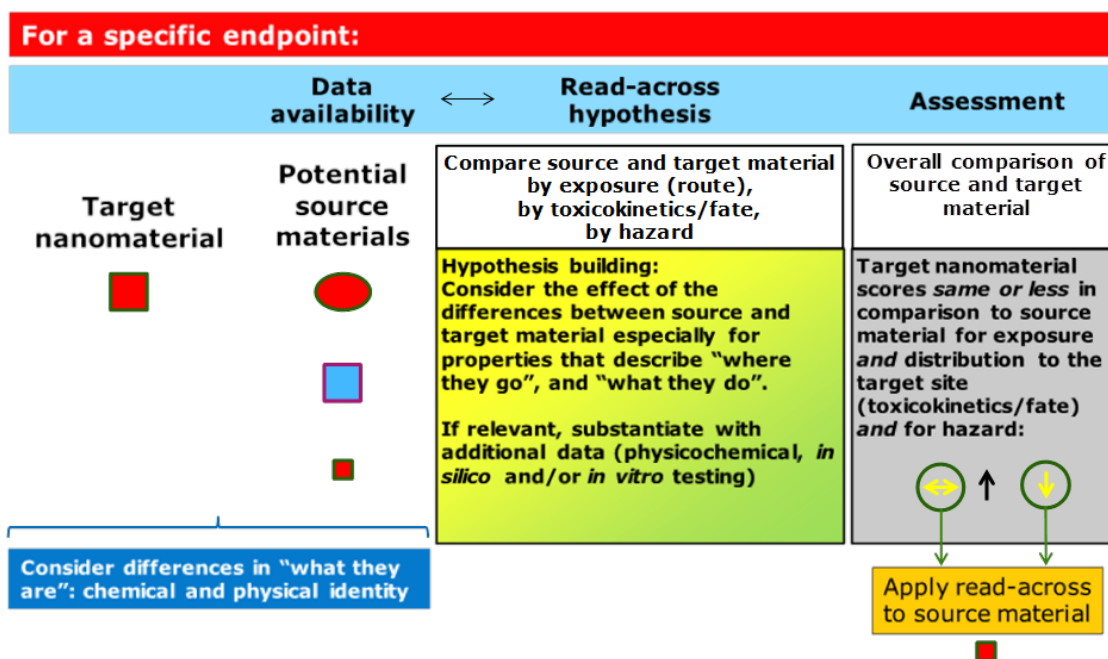 For a specific endpoint:
Data
availability
Read-across
hypothesis
Assessment
Target
nanomaterial
Potential
source
materials
Compare source and target material
by exposure (route),
by toxicokinetics/fate,
by hazard
Overall comparison of
source and target
material
Hypothesis building:
Consider the effect of the
differences between source and
target material especially for
properties that describe “where
they go”, and “what they do”.
If relevant, substantiate with
additional data (physicochemical, in
silico and/or in vitro testing)
Target nanomaterial
scores same or less in
comparison to source
material for exposure
and distribution to the
target site
(toxicokinetics/fate)
and for hazard:
Consider differences in “what they
are”: chemical and physical identity
Apply read-across
to source material